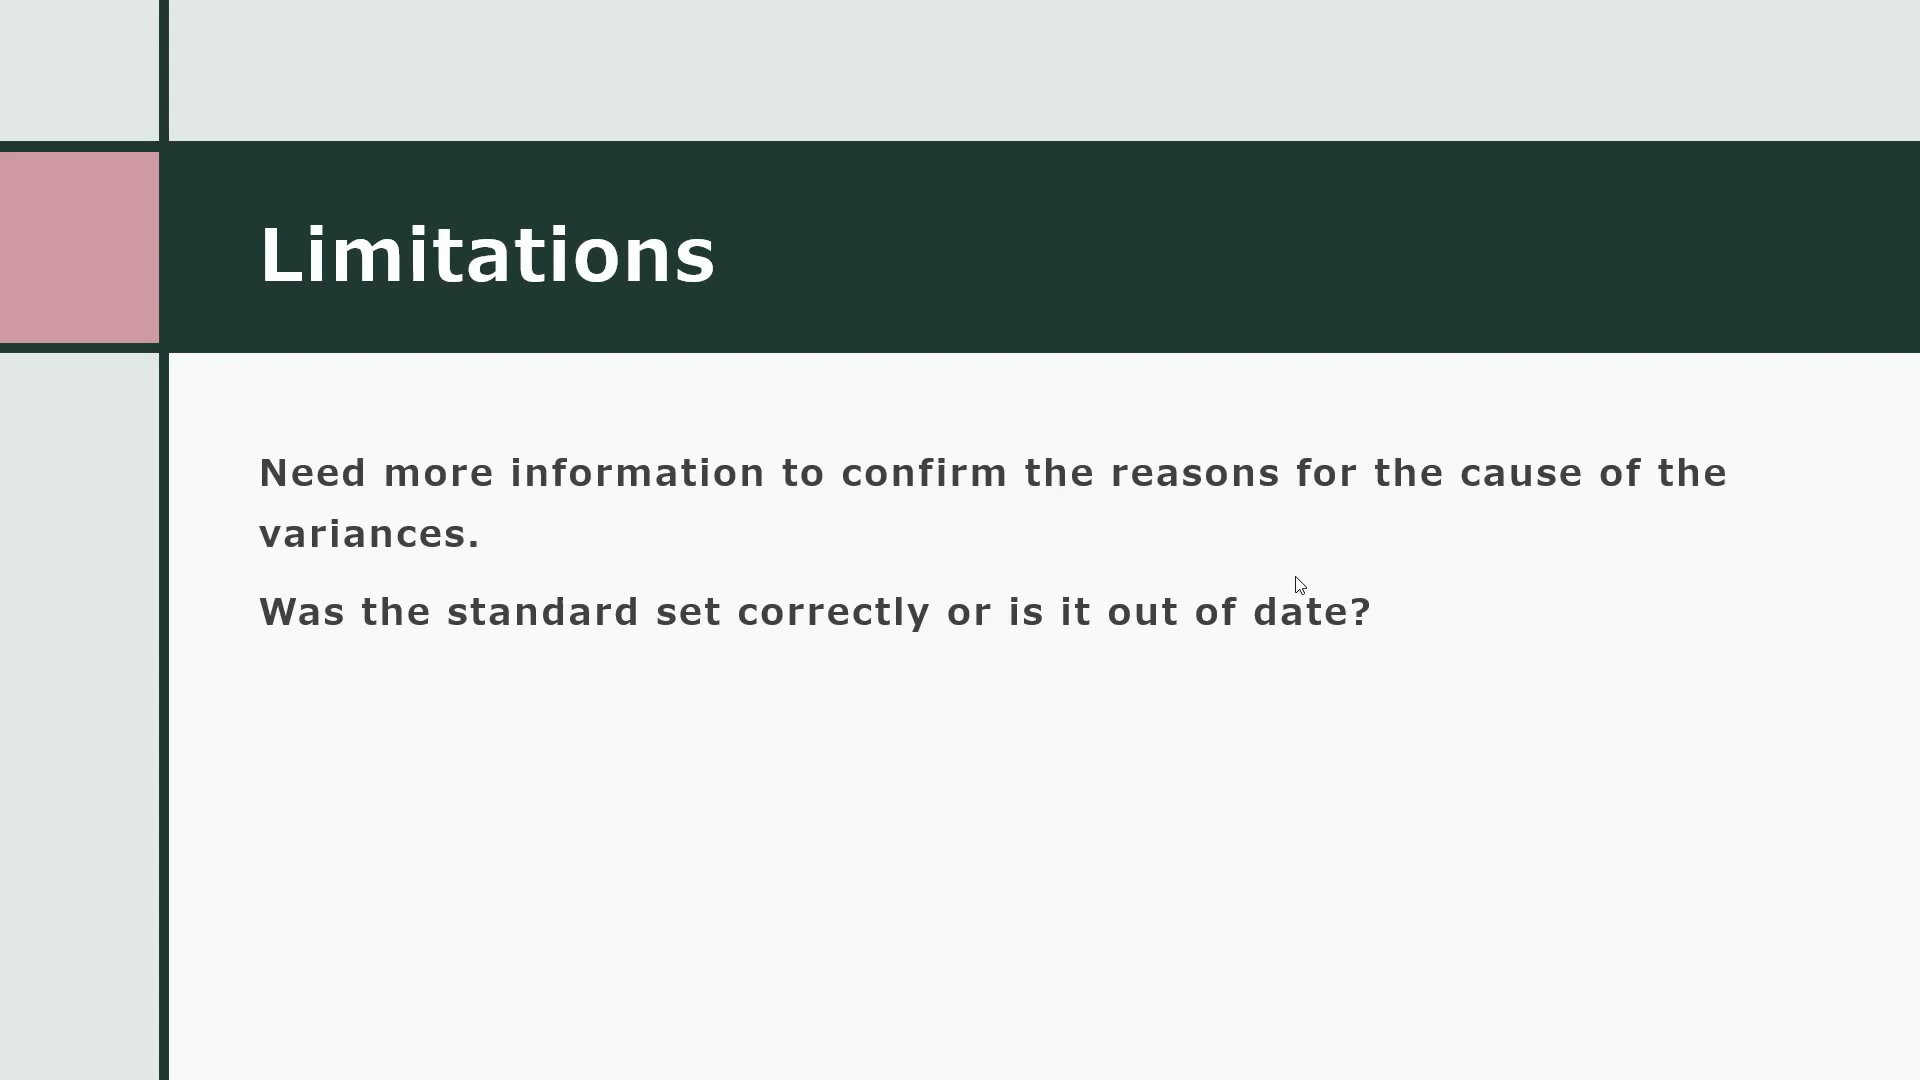 Limitations
Need more information to confirm the reasons for the cause of the
variances.
Was the standard set correctly or is it out of date?